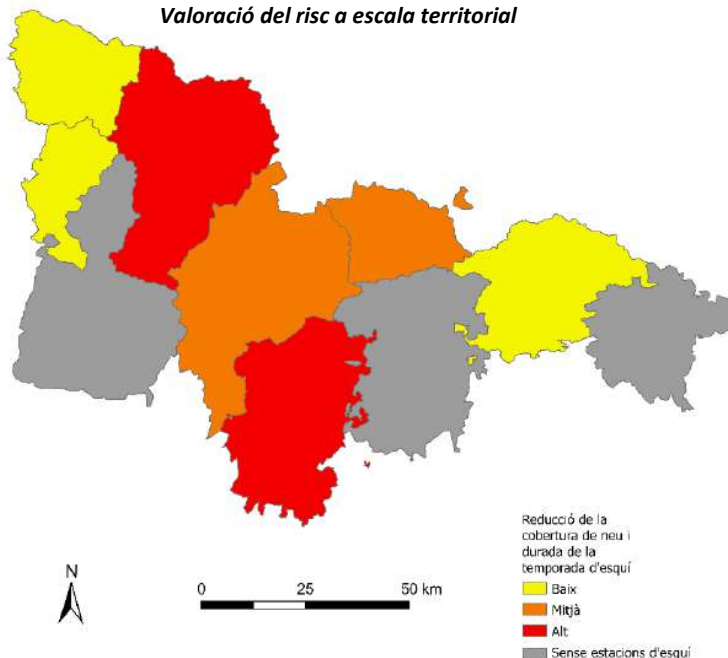 Valoració del risc a escala territorial
N
0 25 50 km
Reducció de la
cobertura de neu i
durada de la
temporada d'esquí
Baix
Mitjà
Alt
Sense estacions d'esquí